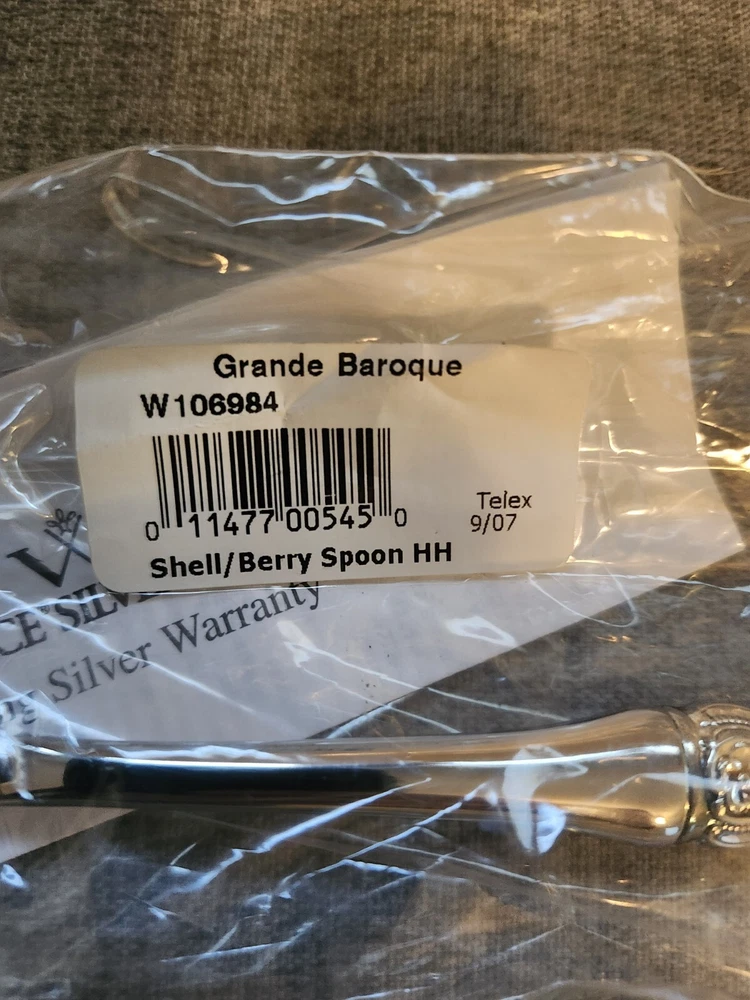 Grande Baroque
W106984
0 11477 00545 0
Telex
9/07
Shell/Berry Spoon HH
Silver Warranty